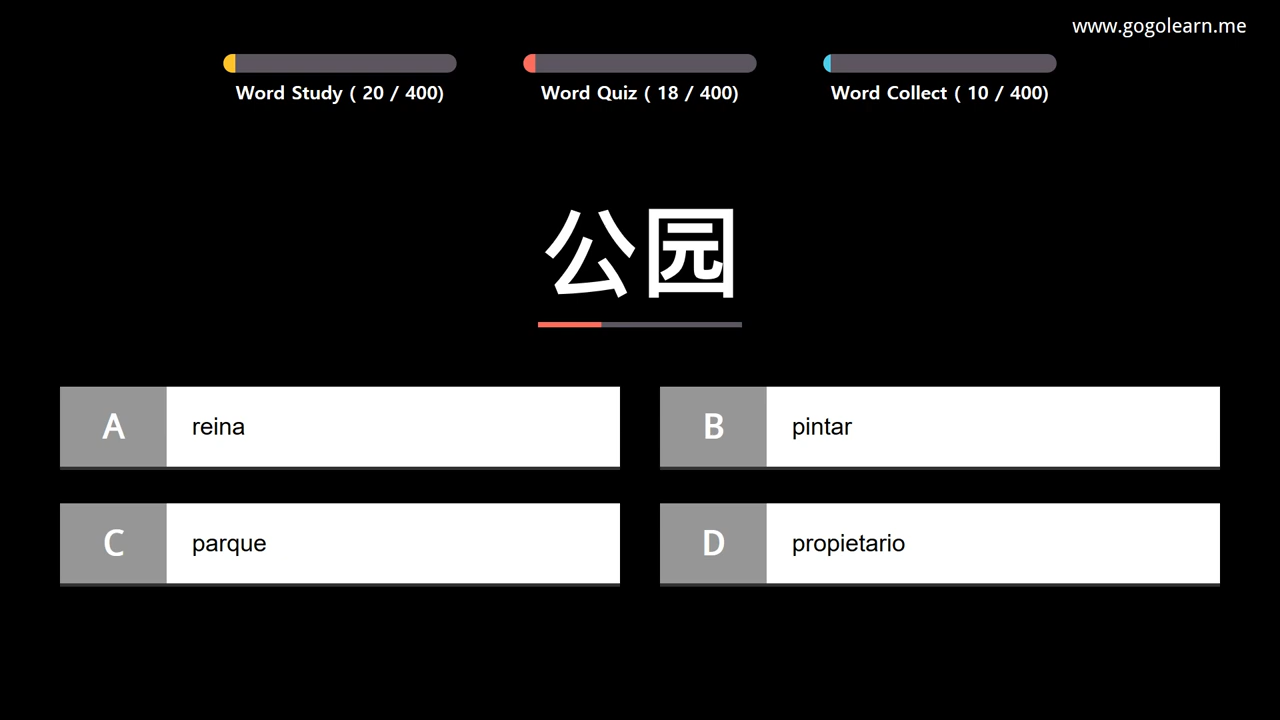 www.gogolearn.me
Word Study ( 20 / 400)
Word Quiz ( 18 / 400)
Word Collect ( 10 / 400)
公园
A reina
B pintar
C parque
D propietario